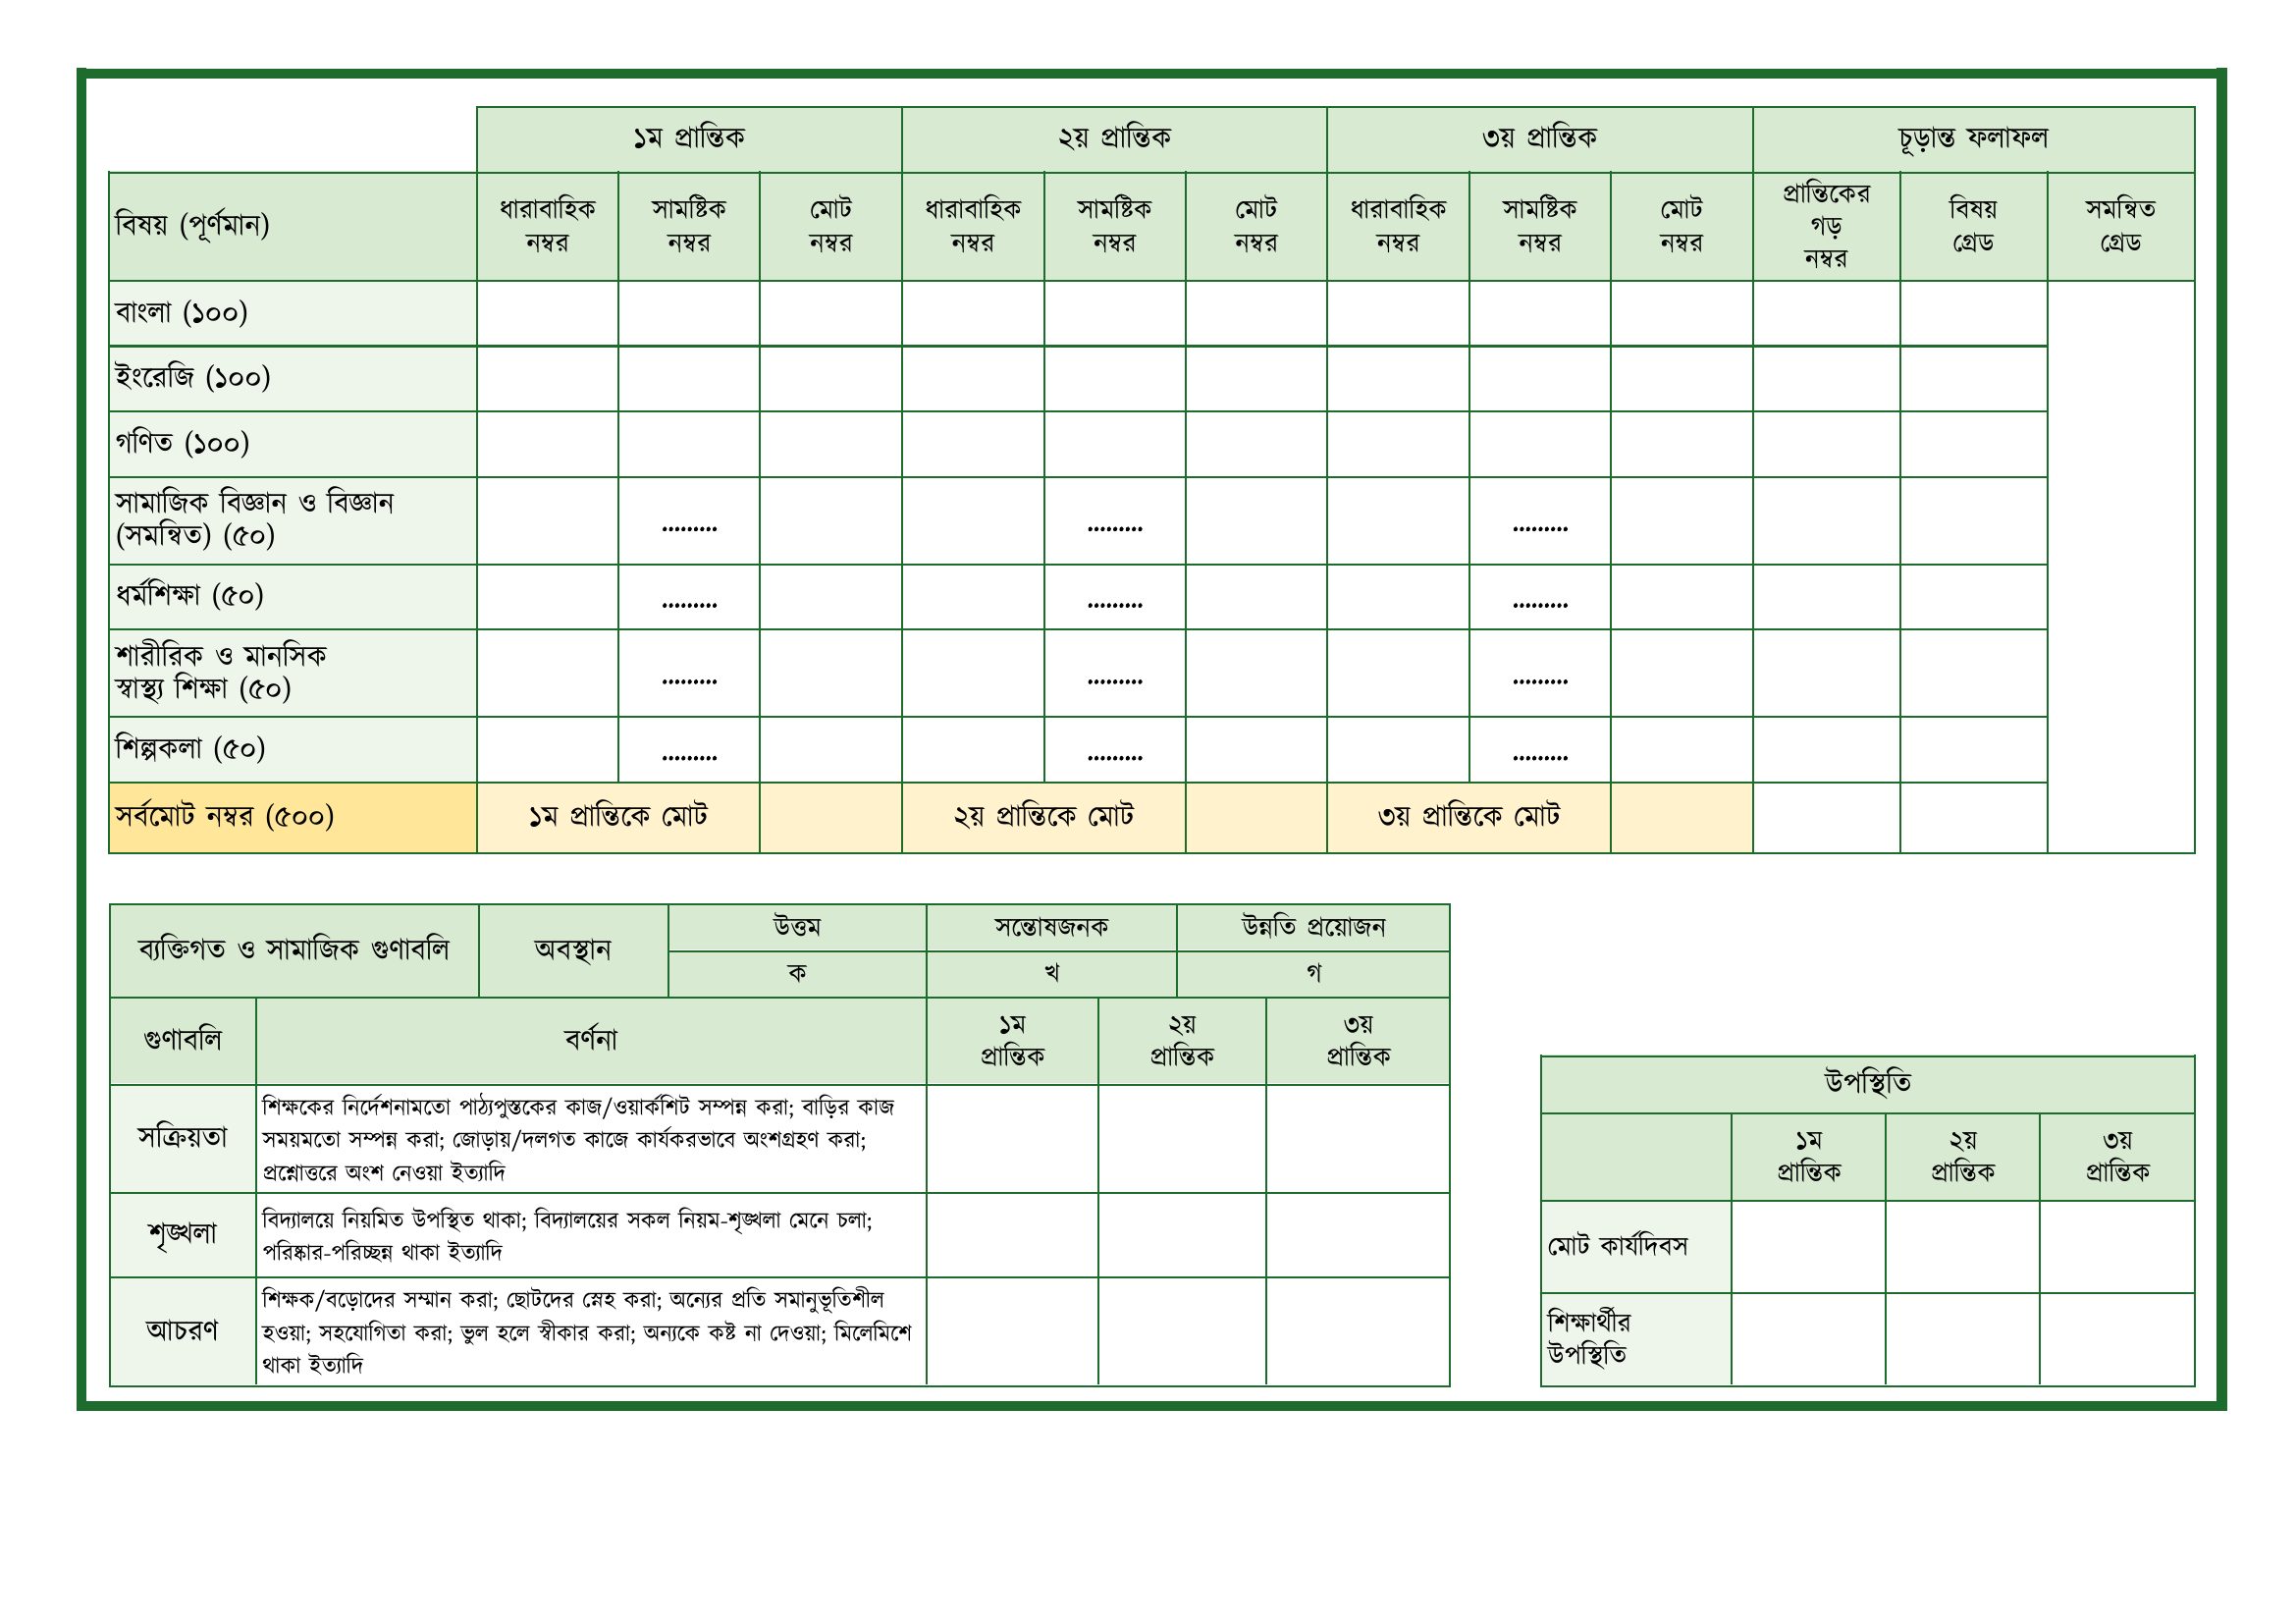 ১ম প্রান্তিক ২য় প্রান্তিক ৩য় প্রান্তিক চূড়ান্ত ফলাফল
বিষয় (পূর্ণমান) ধারাবাহিক নম্বর সামষ্টিক নম্বর মোট নম্বর ধারাবাহিক নম্বর সামষ্টিক নম্বর মোট নম্বর ধারাবাহিক নম্বর সামষ্টিক নম্বর মোট নম্বর প্রান্তিকের গড় নম্বর বিষয় গ্রেড সমন্বিত গ্রেড
বাংলা (১০০)
ইংরেজি (১০০)
গণিত (১০০)
সামাজিক বিজ্ঞান ও বিজ্ঞান
(সমন্বিত) (৫০) ......... ......... .........
ধর্মশিক্ষা (৫০) ......... ......... .........
শারীরিক ও মানসিক
স্বাস্থ্য শিক্ষা (৫০) ......... ......... .........
শিল্পকলা (৫০) ......... ......... .........
সর্বমোট নম্বর (৫০০) ১ম প্রান্তিকে মোট ২য় প্রান্তিকে মোট ৩য় প্রান্তিকে মোট
ব্যক্তিগত ও সামাজিক গুণাবলি অবস্থান উত্তম সন্তোষজনক উন্নতি প্রয়োজন
ক খ গ
গুণাবলি বর্ণনা ১ম প্রান্তিক ২য় প্রান্তিক ৩য় প্রান্তিক
সক্রিয়তা
শিক্ষকের নির্দেশনামতো পাঠ্যপুস্তকের কাজ/ওয়ার্কশিট সম্পন্ন করা; বাড়ির কাজ
সময়মতো সম্পন্ন করা; জোড়ায়/দলগত কাজে কার্যকরভাবে অংশগ্রহণ করা;
প্রশ্নোত্তরে অংশ নেওয়া ইত্যাদি
শৃঙ্খলা
বিদ্যালয়ে নিয়মিত উপস্থিত থাকা; বিদ্যালয়ের সকল নিয়ম-শৃঙ্খলা মেনে চলা;
পরিষ্কার-পরিচ্ছন্ন থাকা ইত্যাদি
আচরণ
শিক্ষক/বড়োদের সম্মান করা; ছোটদের স্নেহ করা; অন্যের প্রতি সমানুভূতিশীল
হওয়া; সহযোগিতা করা; ভুল হলে স্বীকার করা; অন্যকে কষ্ট না দেওয়া; মিলেমিশে
থাকা ইত্যাদি
উপস্থিতি
১ম প্রান্তিক ২য় প্রান্তিক ৩য় প্রান্তিক
মোট কার্যদিবস
শিক্ষার্থীর
উপস্থিতি